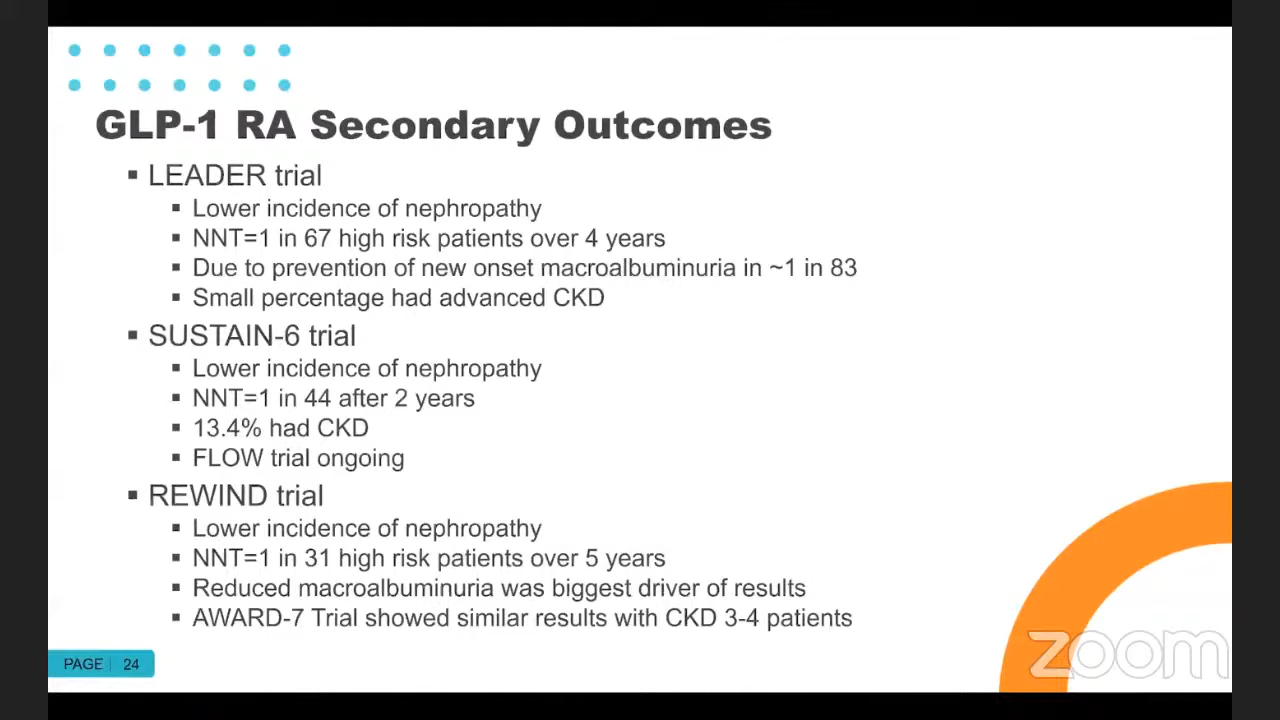 GLP-1 RA Secondary Outcomes
▪ LEADER trial
▪ Lower incidence of nephropathy
▪ NNT=1 in 67 high risk patients over 4 years
▪ Due to prevention of new onset macroalbuminuria in ~1 in 83
▪ Small percentage had advanced CKD
▪ SUSTAIN-6 trial
▪ Lower incidence of nephropathy
▪ NNT=1 in 44 after 2 years
▪ 13.4% had CKD
▪ FLOW trial ongoing
▪ REWIND trial
▪ Lower incidence of nephropathy
▪ NNT=1 in 31 high risk patients over 5 years
▪ Reduced macroalbuminuria was biggest driver of results
▪ AWARD-7 Trial showed similar results with CKD 3-4 patients
PAGE | 24
zoom